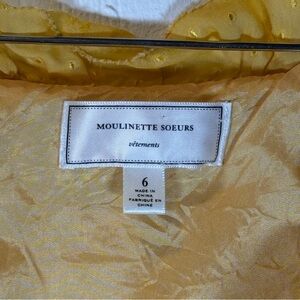 MOULINETTE SOEURS
vêtements
6
MADE IN
CHINA
FABRIQUÉ EN
CHINE